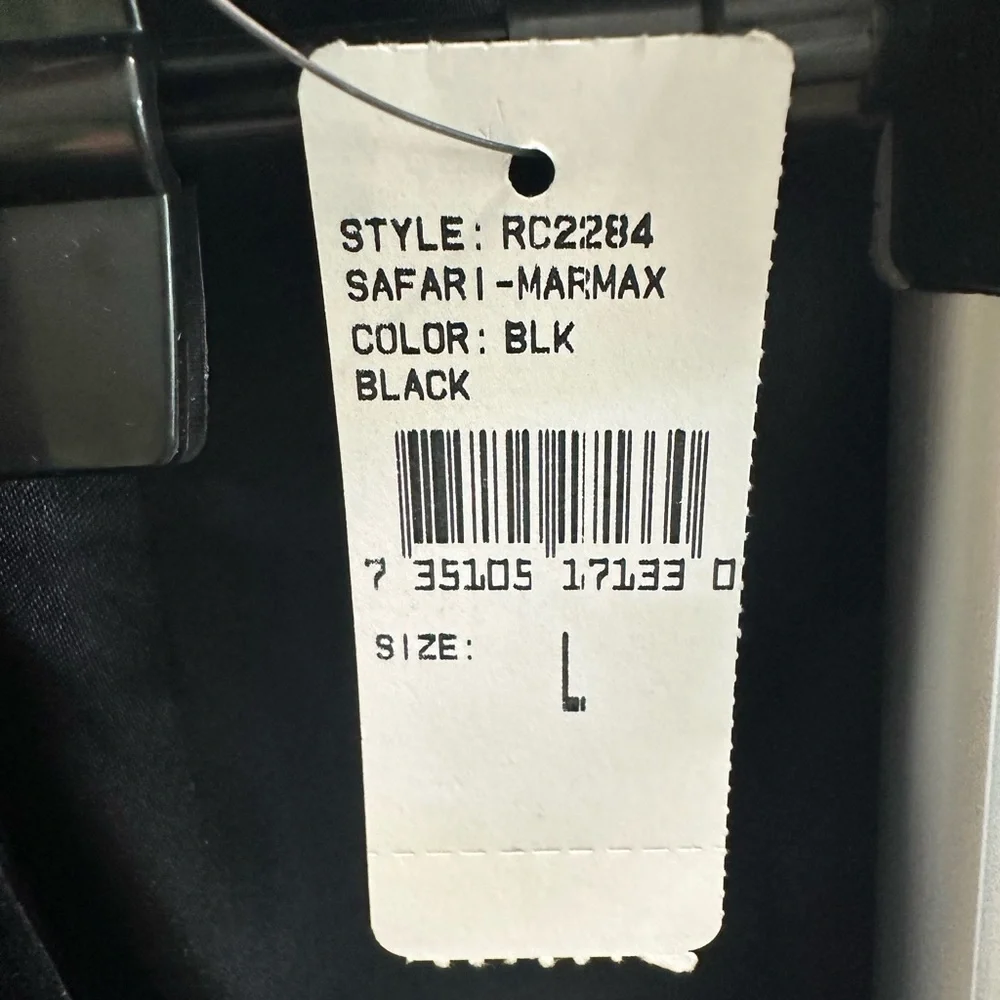 STYLE: RC2284
SAFARI-MARMAX
COLOR: BLK
BLACK
7 35105 17133 0
SIZE: L